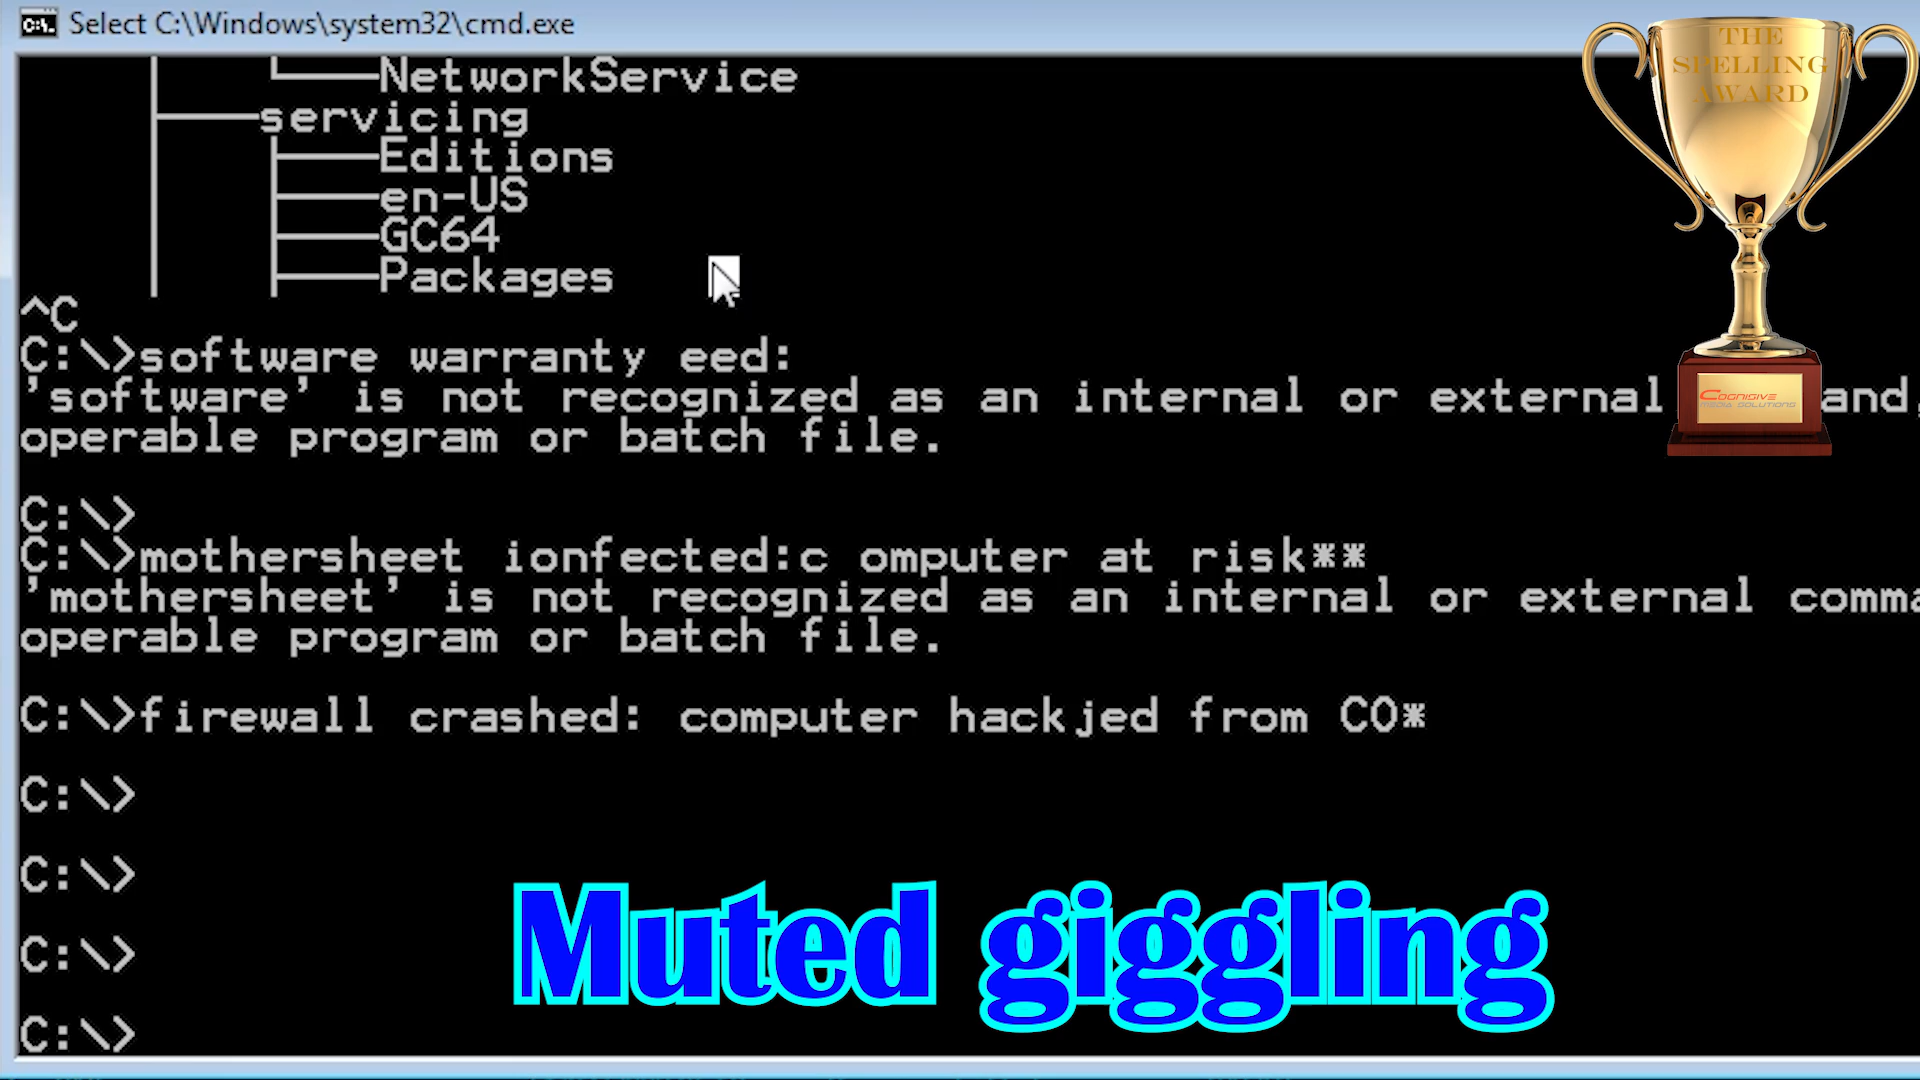 Select C:\Windows\system32\cmd.exe
THE
SPELLING
AWARD
NetworkService
servicing
Editions
en-US
GC64
Packages
^C
C:\>software warranty eed:
'software' is not recognized as an internal or external and,
COGNISIVE
MEDIA SOLUTIONS
operable program or batch file.
C:\>
C:\>mothersheet ionfected:c omputer at risk**
'mothersheet' is not recognized as an internal or external comma
operable program or batch file.
C:\>firewall crashed: computer hackjed from CO*
C:\>
C:\>
C:\>
C:\>
Muted giggling